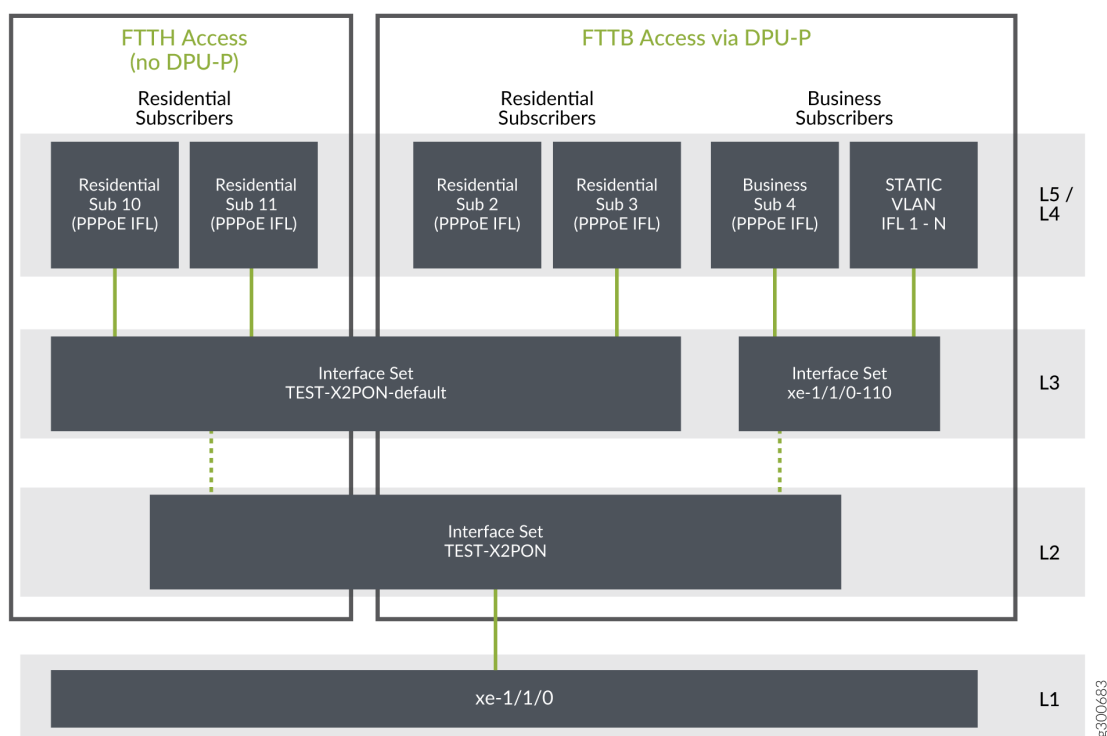 FTTH Access
(no DPU-P)
FTTB Access via DPU-P
Residential
Subscribers
Residential
Subscribers
Business
Subscribers
Residential
Sub 10
(PPPoE IFL)
Residential
Sub 11
(PPPoE IFL)
Residential
Sub 2
(PPPoE IFL)
Residential
Sub 3
(PPPoE IFL)
Business
Sub 4
(PPPoE IFL)
STATIC
VLAN
IFL 1 - N
L5 /
L4
Interface Set
TEST-X2PON-default
Interface Set
xe-1/1/0-110
L3
Interface Set
TEST-X2PON
L2
xe-1/1/0
L1
g300683